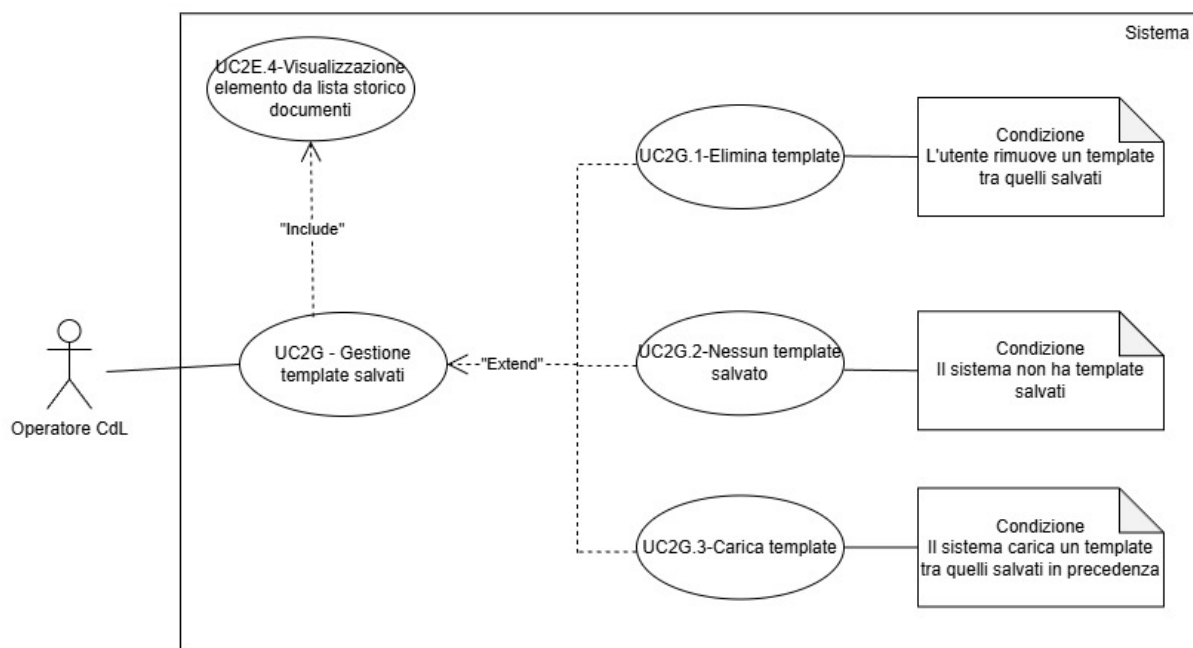 Sistema
UC2E.4-Visualizzazione
elemento da lista storico
documenti
"Include"
Operatore CdL
UC2G - Gestione
template salvati
"Extend"
UC2G.1-Elimina template
Condizione
L'utente rimuove un template
tra quelli salvati
UC2G.2-Nessun template
salvato
Condizione
Il sistema non ha template
salvati
UC2G.3-Carica template
Condizione
Il sistema carica un template
tra quelli salvati in precedenza